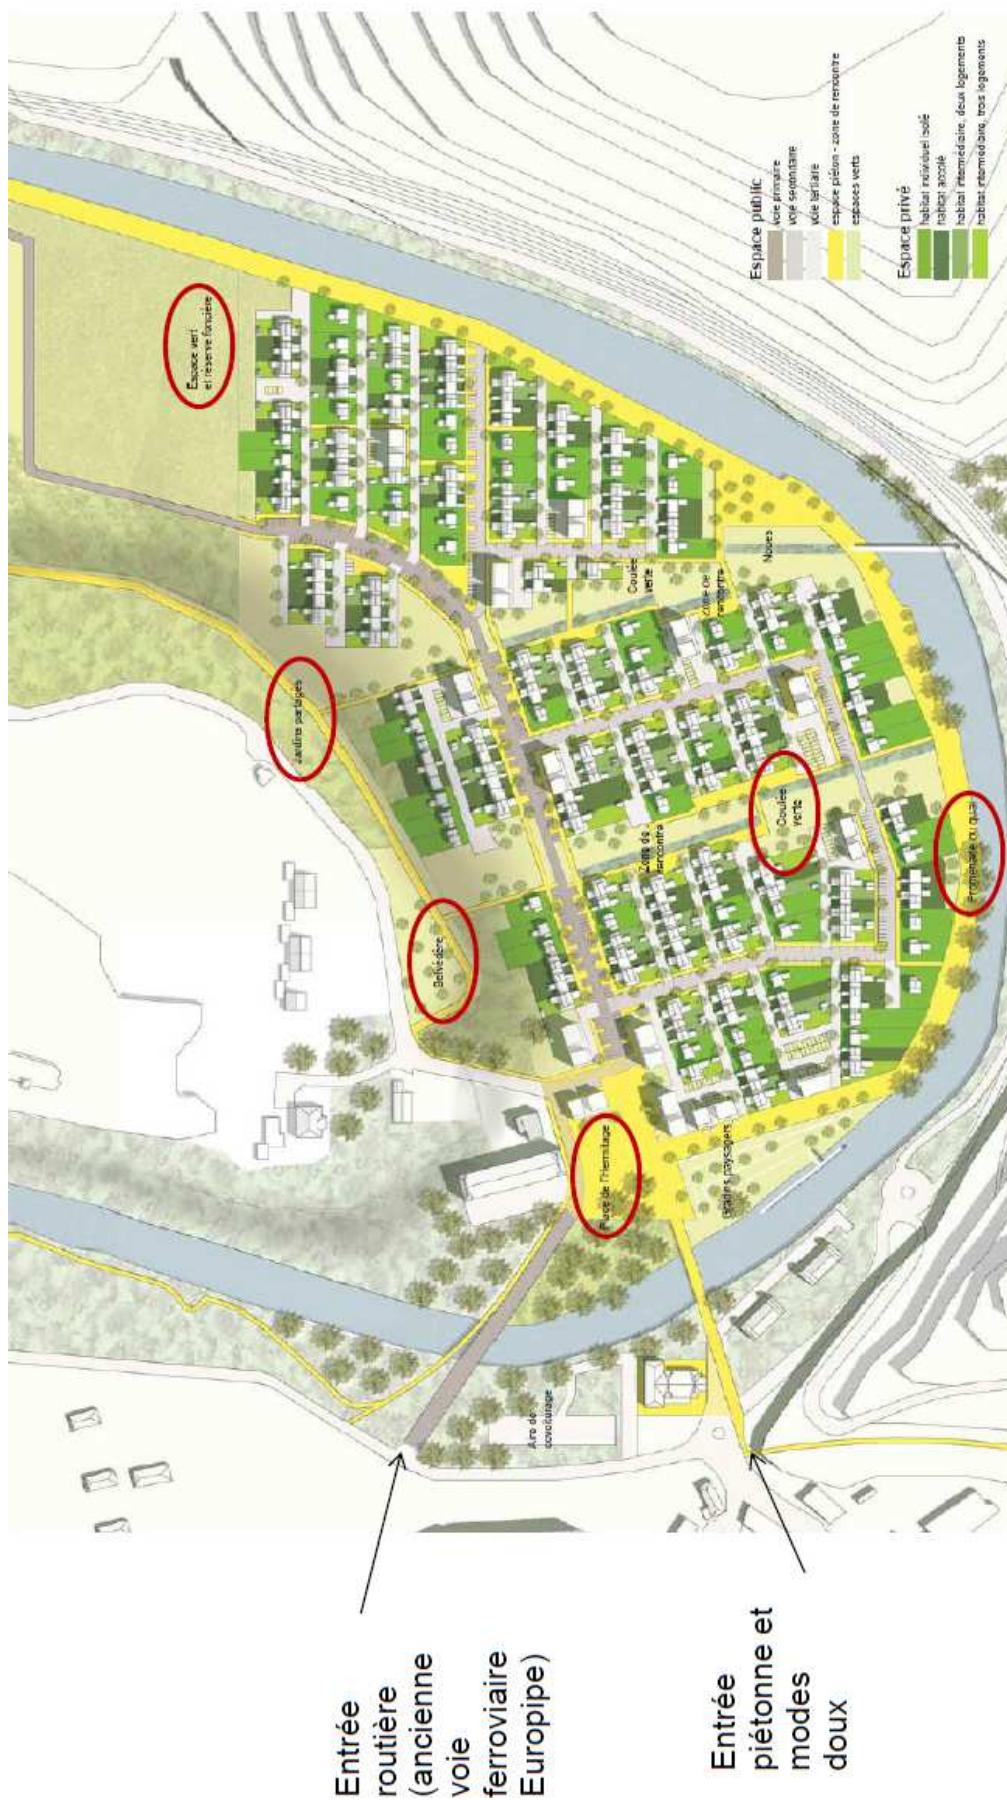 Espace vert
et réserve foncière
Jardins partagés
Belvédère
Place de l'Hermitage
Coulée
verte
Zone de
rencontre
Noues
Coulée
verte
Zone de
rencontre
Promenade du quai
Gradins paysagers
Aire de
covoiturage
Espace public
voie primaire
voie secondaire
voie tertiaire
espace piéton - zone de rencontre
espaces verts
Espace privé
habitat individuel isolé
habitat accolé
habitat intermédiaire, deux logements
habitat intermédiaire, trois logements
Entrée
routière
(ancienne
voie
ferroviaire
Europipe)
Entrée
piétonne et
modes
doux